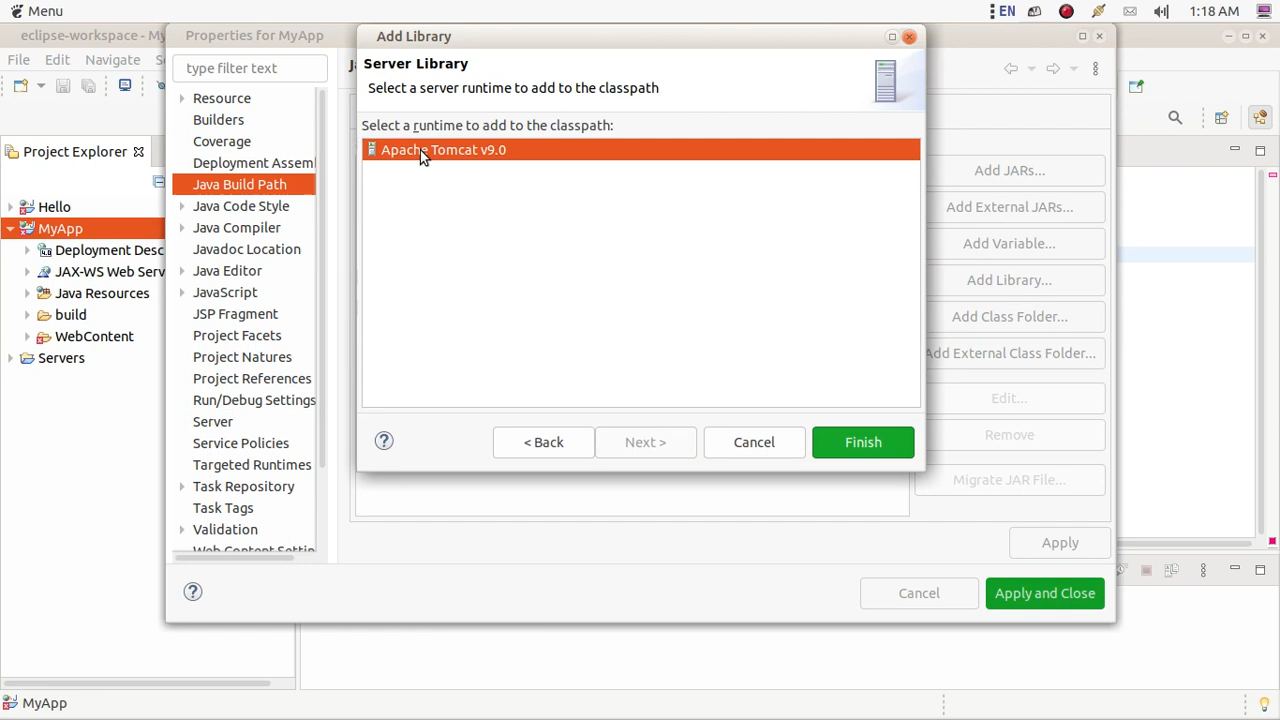 Menu
EN
1:18 AM
eclipse-workspace - My
Properties for MyApp
Add Library
File Edit Navigate
type filter text
Server Library
Select a server runtime to add to the classpath
Select a runtime to add to the classpath:
Apache Tomcat v9.0
Project Explorer
Hello
MyApp
Deployment Desc
JAX-WS Web Serv
Java Resources
build
WebContent
Servers
Resource
Builders
Coverage
Deployment Assem
Java Build Path
Java Code Style
Java Compiler
Javadoc Location
Java Editor
JavaScript
JSP Fragment
Project Facets
Project Natures
Project References
Run/Debug Settings
Server
Service Policies
Targeted Runtimes
Task Repository
Task Tags
Validation
Web Content Settin
Add JARs...
Add External JARs...
Add Variable...
Add Library...
Add Class Folder...
Add External Class Folder...
Edit...
Remove
Migrate JAR File...
< Back
Next >
Cancel
Finish
Apply
Cancel
Apply and Close
MyApp